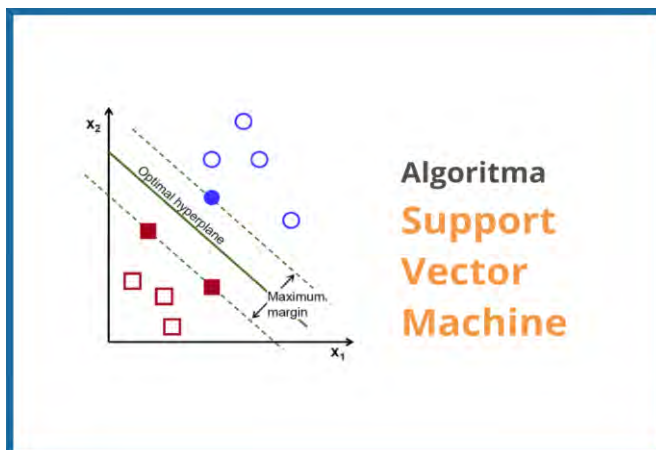 x₂
Optimal hyperplane
Maximum
margin
x₁
Algoritma
Support
Vector
Machine